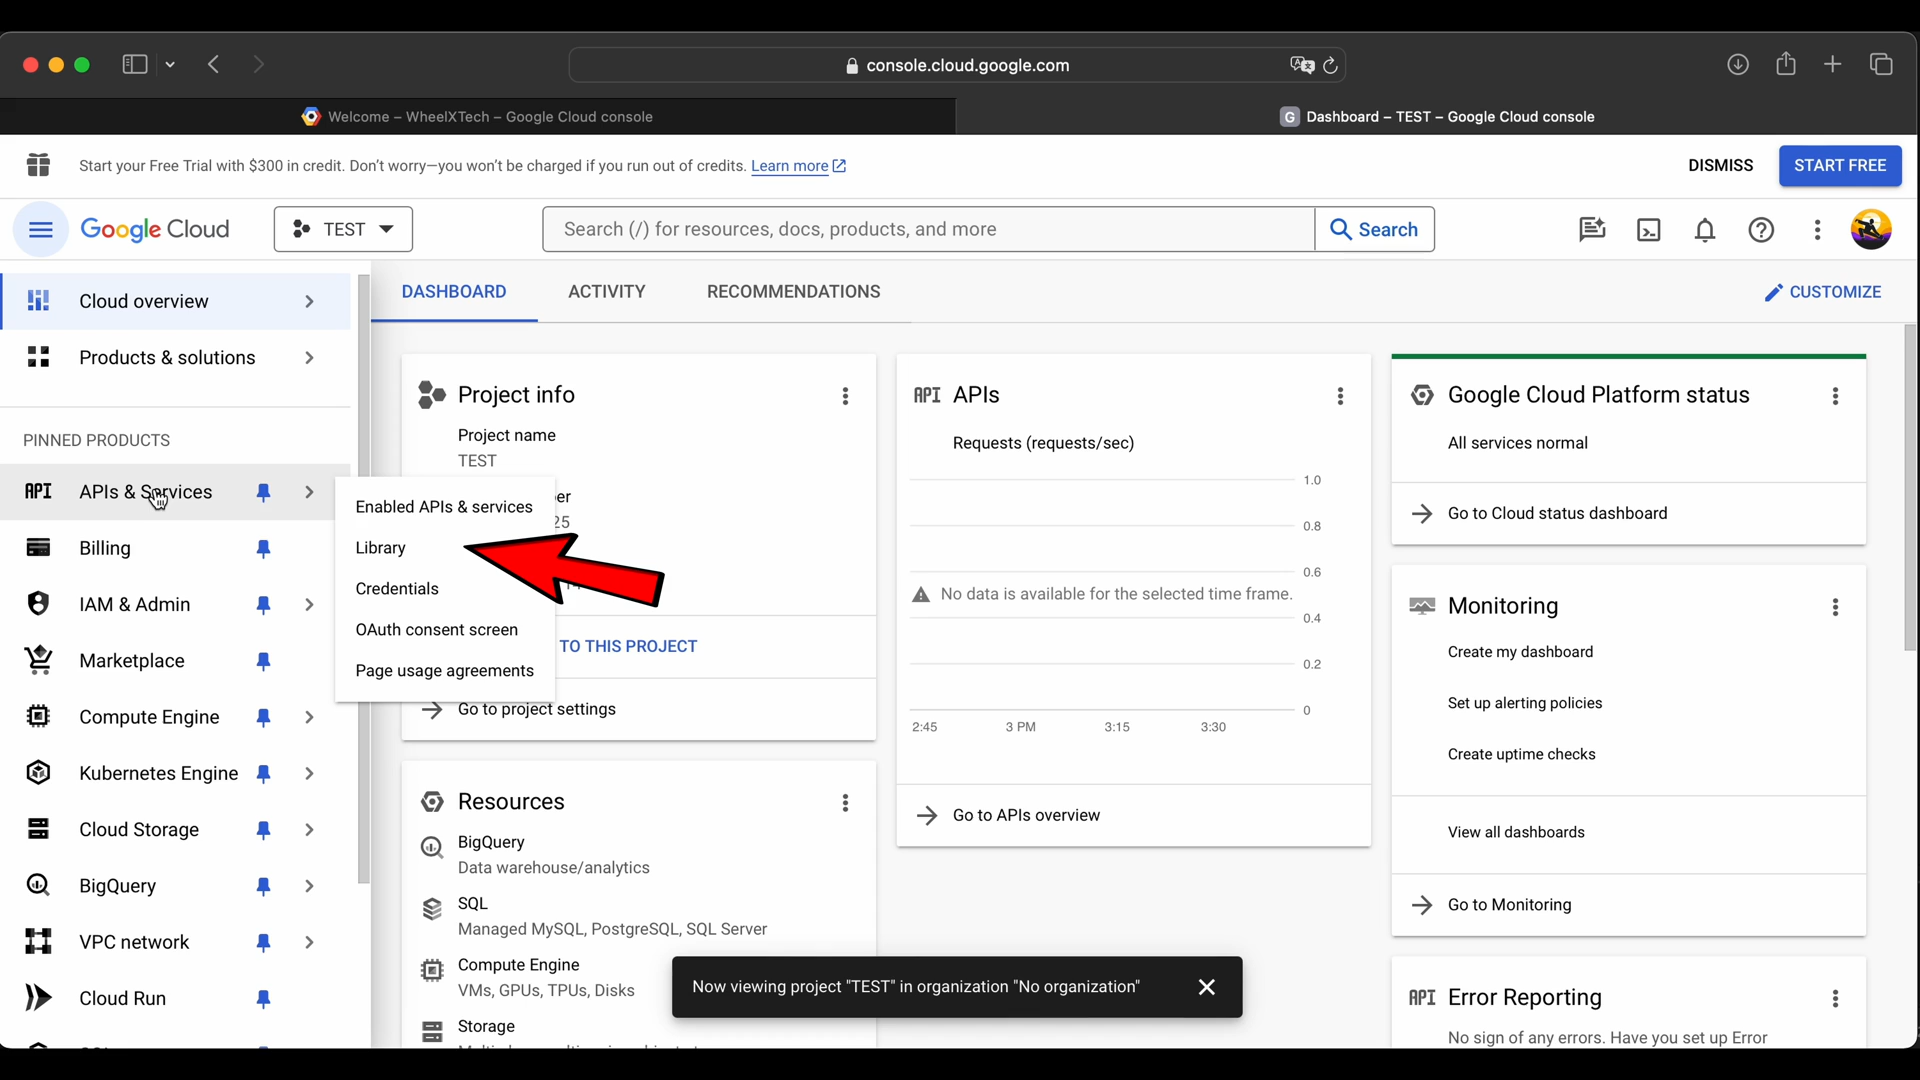 console.cloud.google.com
Welcome – WheelXTech – Google Cloud console
G Dashboard – TEST – Google Cloud console
Start your Free Trial with $300 in credit. Don't worry—you won't be charged if you run out of credits. Learn more
DISMISS
START FREE
Google Cloud
TEST
Search (/) for resources, docs, products, and more
Search
Cloud overview
Products & solutions
PINNED PRODUCTS
API APIs & Services
Billing
IAM & Admin
Marketplace
Compute Engine
Kubernetes Engine
Cloud Storage
BigQuery
VPC network
Cloud Run
Enabled APIs & services
Library
Credentials
OAuth consent screen
Page usage agreements
DASHBOARD
ACTIVITY
RECOMMENDATIONS
CUSTOMIZE
Project info
Project name
TEST
er
25
TO THIS PROJECT
Go to project settings
Resources
BigQuery
Data warehouse/analytics
SQL
Managed MySQL, PostgreSQL, SQL Server
Compute Engine
VMs, GPUs, TPUs, Disks
Storage
API APIs
Requests (requests/sec)
1.0
0.8
0.6
No data is available for the selected time frame.
0.4
0.2
0
2:45 3 PM 3:15 3:30
Go to APIs overview
Google Cloud Platform status
All services normal
Go to Cloud status dashboard
Monitoring
Create my dashboard
Set up alerting policies
Create uptime checks
View all dashboards
Go to Monitoring
API Error Reporting
No sign of any errors. Have you set up Error
Now viewing project "TEST" in organization "No organization"